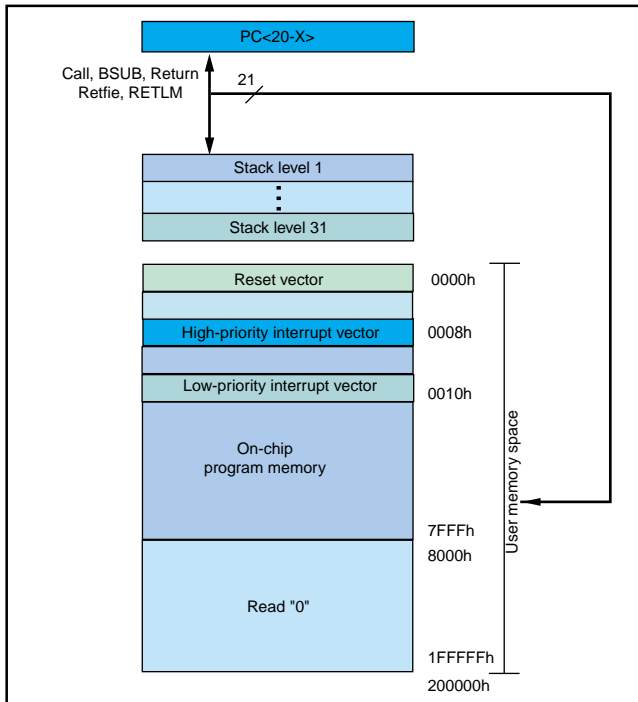 PC<20-X>
Call, BSUB, Return
Retfie, RETLM
21
Stack level 1
Stack level 31
Reset vector
0000h
High-priority interrupt vector
0008h
Low-priority interrupt vector
0010h
On-chip
program memory
User memory space
7FFFh
8000h
Read "0"
1FFFFFh
200000h